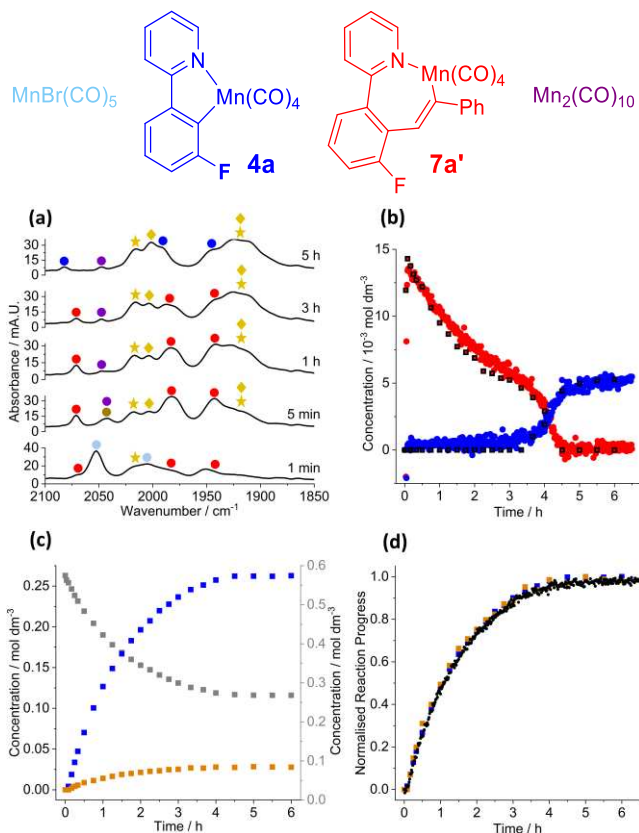 MnBr(CO)5
N
Mn(CO)4
F
4a
N
Mn
(CO)4
Ph
F
7a'
Mn2(CO)10
(a)
Absorbance / mA.U.
30
15
0
5 h
30
15
0
3 h
30
15
0
1 h
30
15
0
5 min
40
20
0
1 min
2100 2050 2000 1950 1900 1850
Wavenumber / cm-1
(b)
Concentration / 10-3 mol dm-3
15
10
5
0
0 1 2 3 4 5 6
Time / h
(c)
Concentration / mol dm-3
0.25
0.20
0.15
0.10
0.05
0.00
0.6
0.5
0.4
0.3
0.2
0.1
0.0
Concentration / mol dm-3
0 1 2 3 4 5 6
Time / h
(d)
Normalised Reaction Progress
1.0
0.8
0.6
0.4
0.2
0.0
0 1 2 3 4 5 6
Time / h